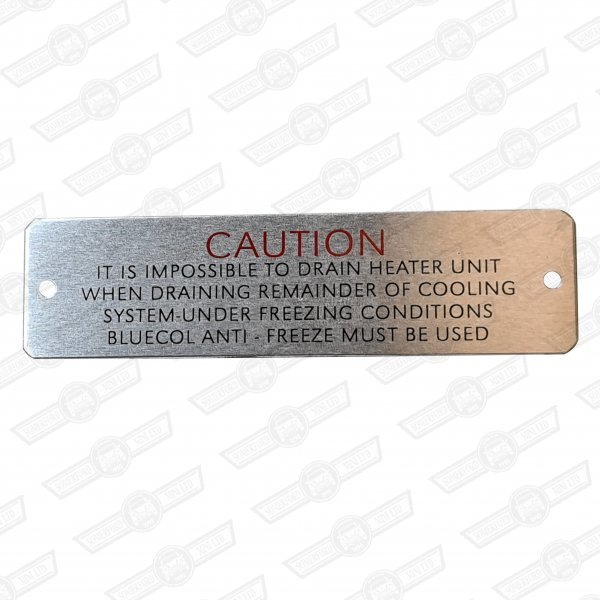 CAUTION
IT IS IMPOSSIBLE TO DRAIN HEATER UNIT
WHEN DRAINING REMAINDER OF COOLING
SYSTEM-UNDER FREEZING CONDITIONS
BLUECOL ANTI - FREEZE MUST BE USED